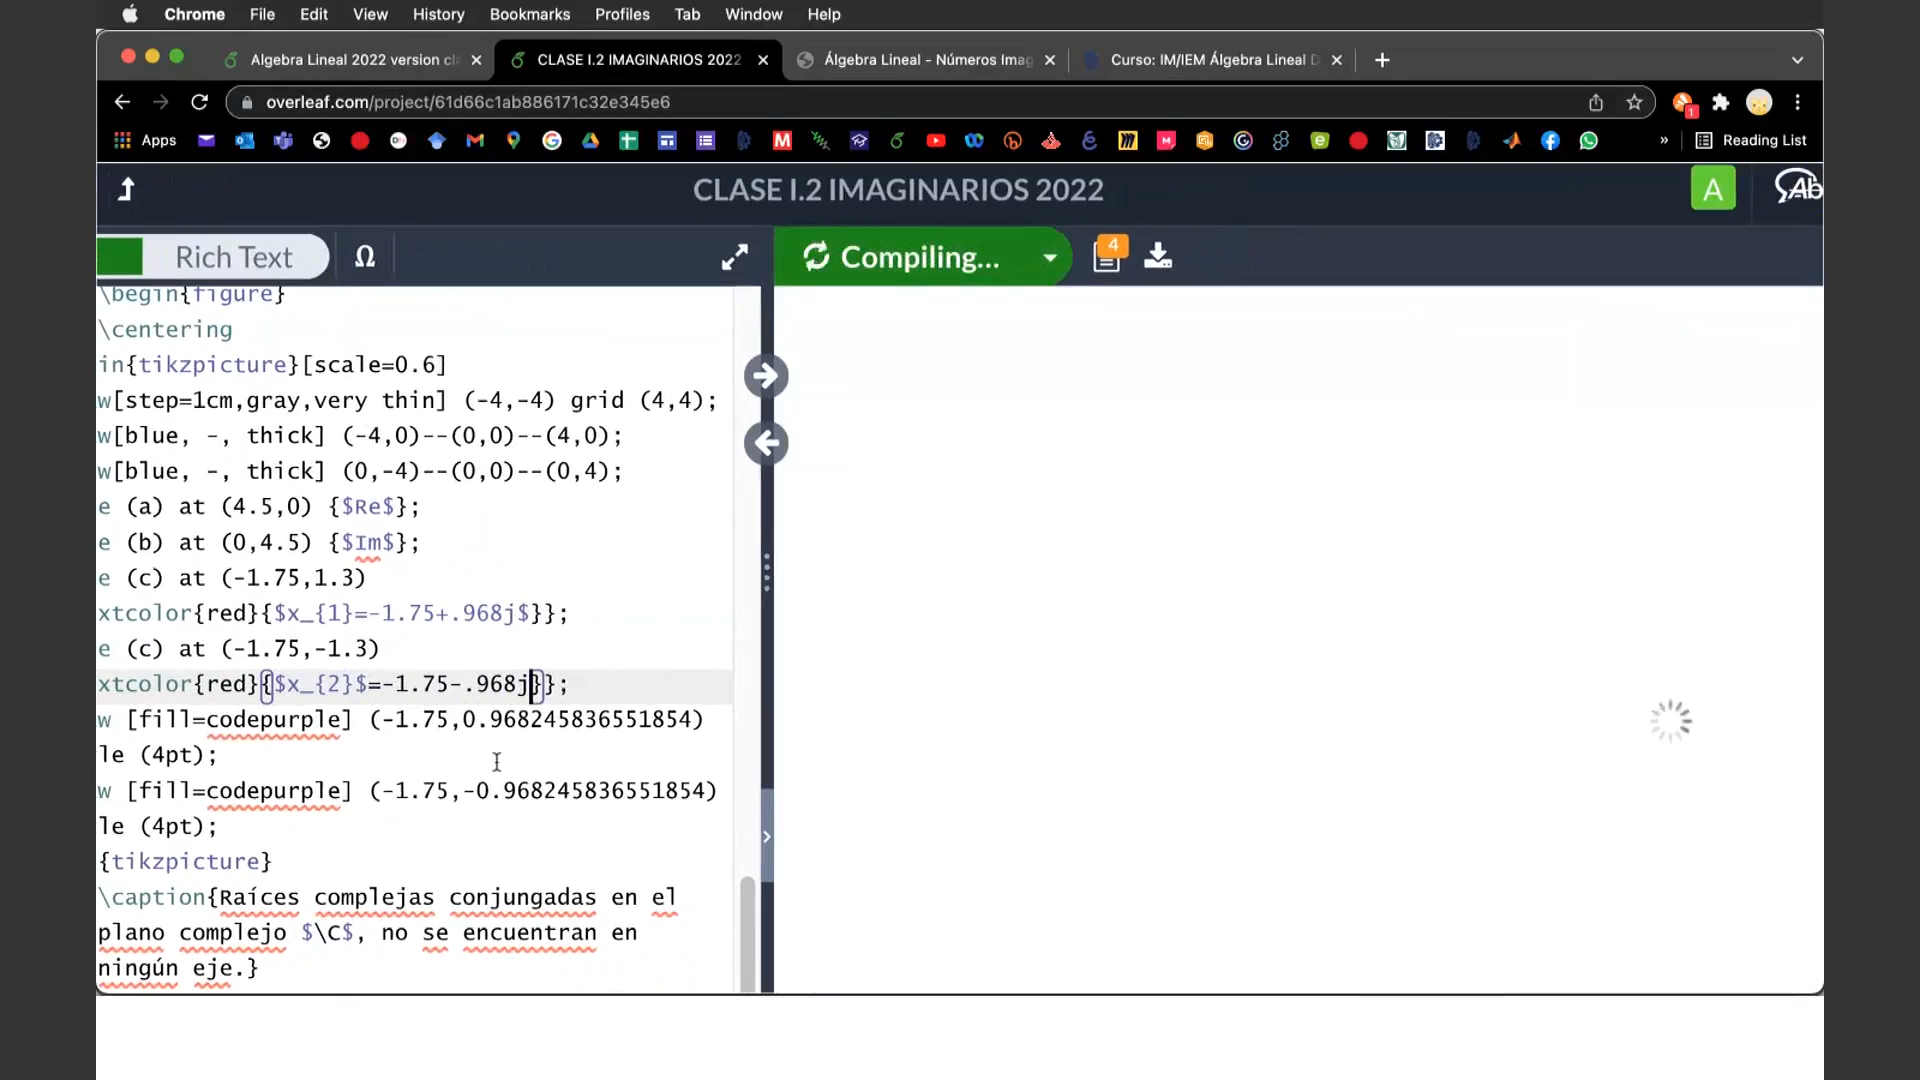 Chrome File Edit View History Bookmarks Profiles Tab Window Help
Algebra Lineal 2022 version cl
CLASE I.2 IMAGINARIOS 2022
Álgebra Lineal - Números Imag
Curso: IM/IEM Álgebra Lineal D
overleaf.com/project/61d66c1ab886171c32e345e6
1
Apps
» Reading List
CLASE I.2 IMAGINARIOS 2022
A
Ab
Rich Text Ω
Compiling...
4
\begin{figure}
\centering
in{tikzpicture}[scale=0.6]
w[step=1cm,gray,very thin] (-4,-4) grid (4,4);
w[blue, -, thick] (-4,0)--(0,0)--(4,0);
w[blue, -, thick] (0,-4)--(0,0)--(0,4);
e (a) at (4.5,0) {$Re$};
e (b) at (0,4.5) {$Im$};
e (c) at (-1.75,1.3)
xtcolor{red}{$x_{1}=-1.75+.968j$}};
e (c) at (-1.75,-1.3)
xtcolor{red}{$x_{2}$=-1.75-.968j}};
w [fill=codepurple] (-1.75,0.968245836551854)
le (4pt);
w [fill=codepurple] (-1.75,-0.968245836551854)
le (4pt);
{tikzpicture}
\caption{Raíces complejas conjungadas en el
plano complejo $\C$, no se encuentran en
ningún eje.}